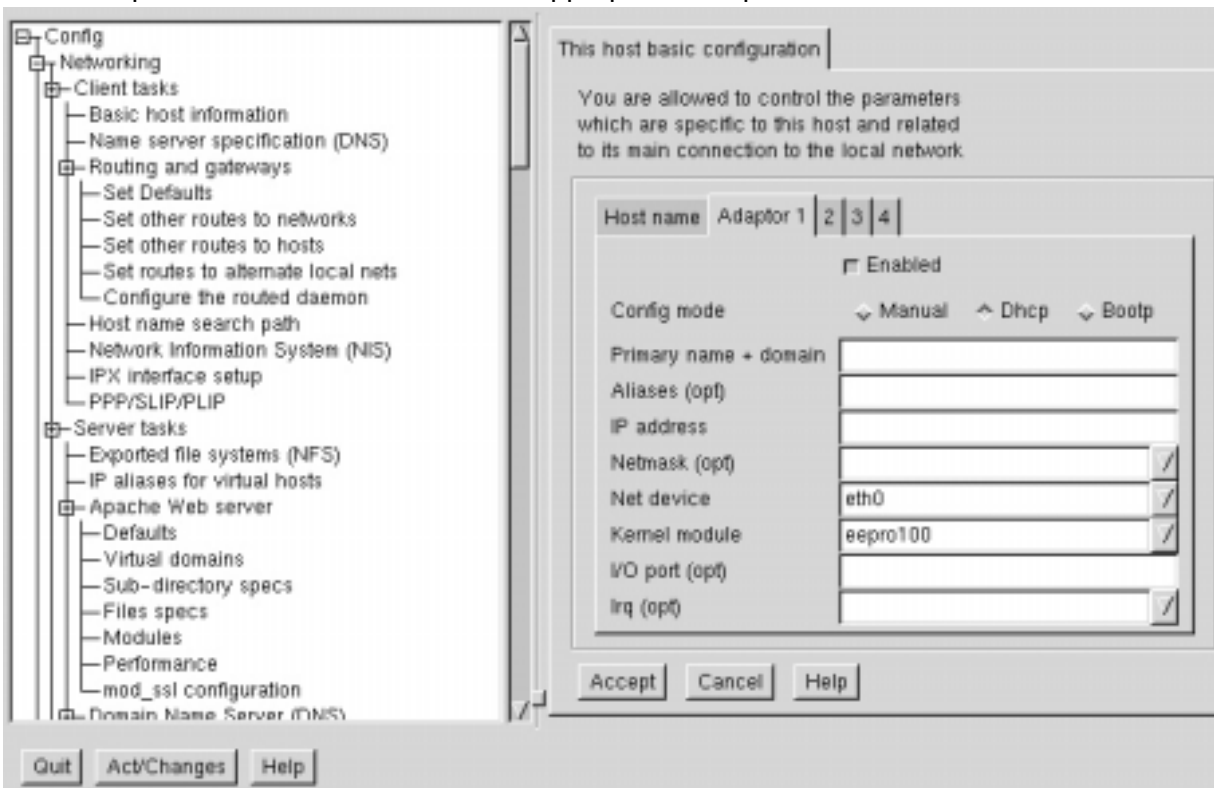 Config
Networking
Client tasks
Basic host information
Name server specification (DNS)
Routing and gateways
Set Defaults
Set other routes to networks
Set other routes to hosts
Set routes to alternate local nets
Configure the routed daemon
Host name search path
Network Information System (NIS)
IPX interface setup
PPP/SLIP/PLIP
Server tasks
Exported file systems (NFS)
IP aliases for virtual hosts
Apache Web server
Defaults
Virtual domains
Sub-directory specs
Files specs
Modules
Performance
mod_ssl configuration
Domain Name Server (DNS)
Quit Act/Changes Help
This host basic configuration
You are allowed to control the parameters
which are specific to this host and related
to its main connection to the local network
Host name Adaptor 1 2 3 4
Enabled
Config mode Manual Dhcp Bootp
Primary name + domain
Aliases (opt)
IP address
Netmask (opt)
Net device eth0
Kernel module eepro100
I/O port (opt)
Irq (opt)
Accept Cancel Help